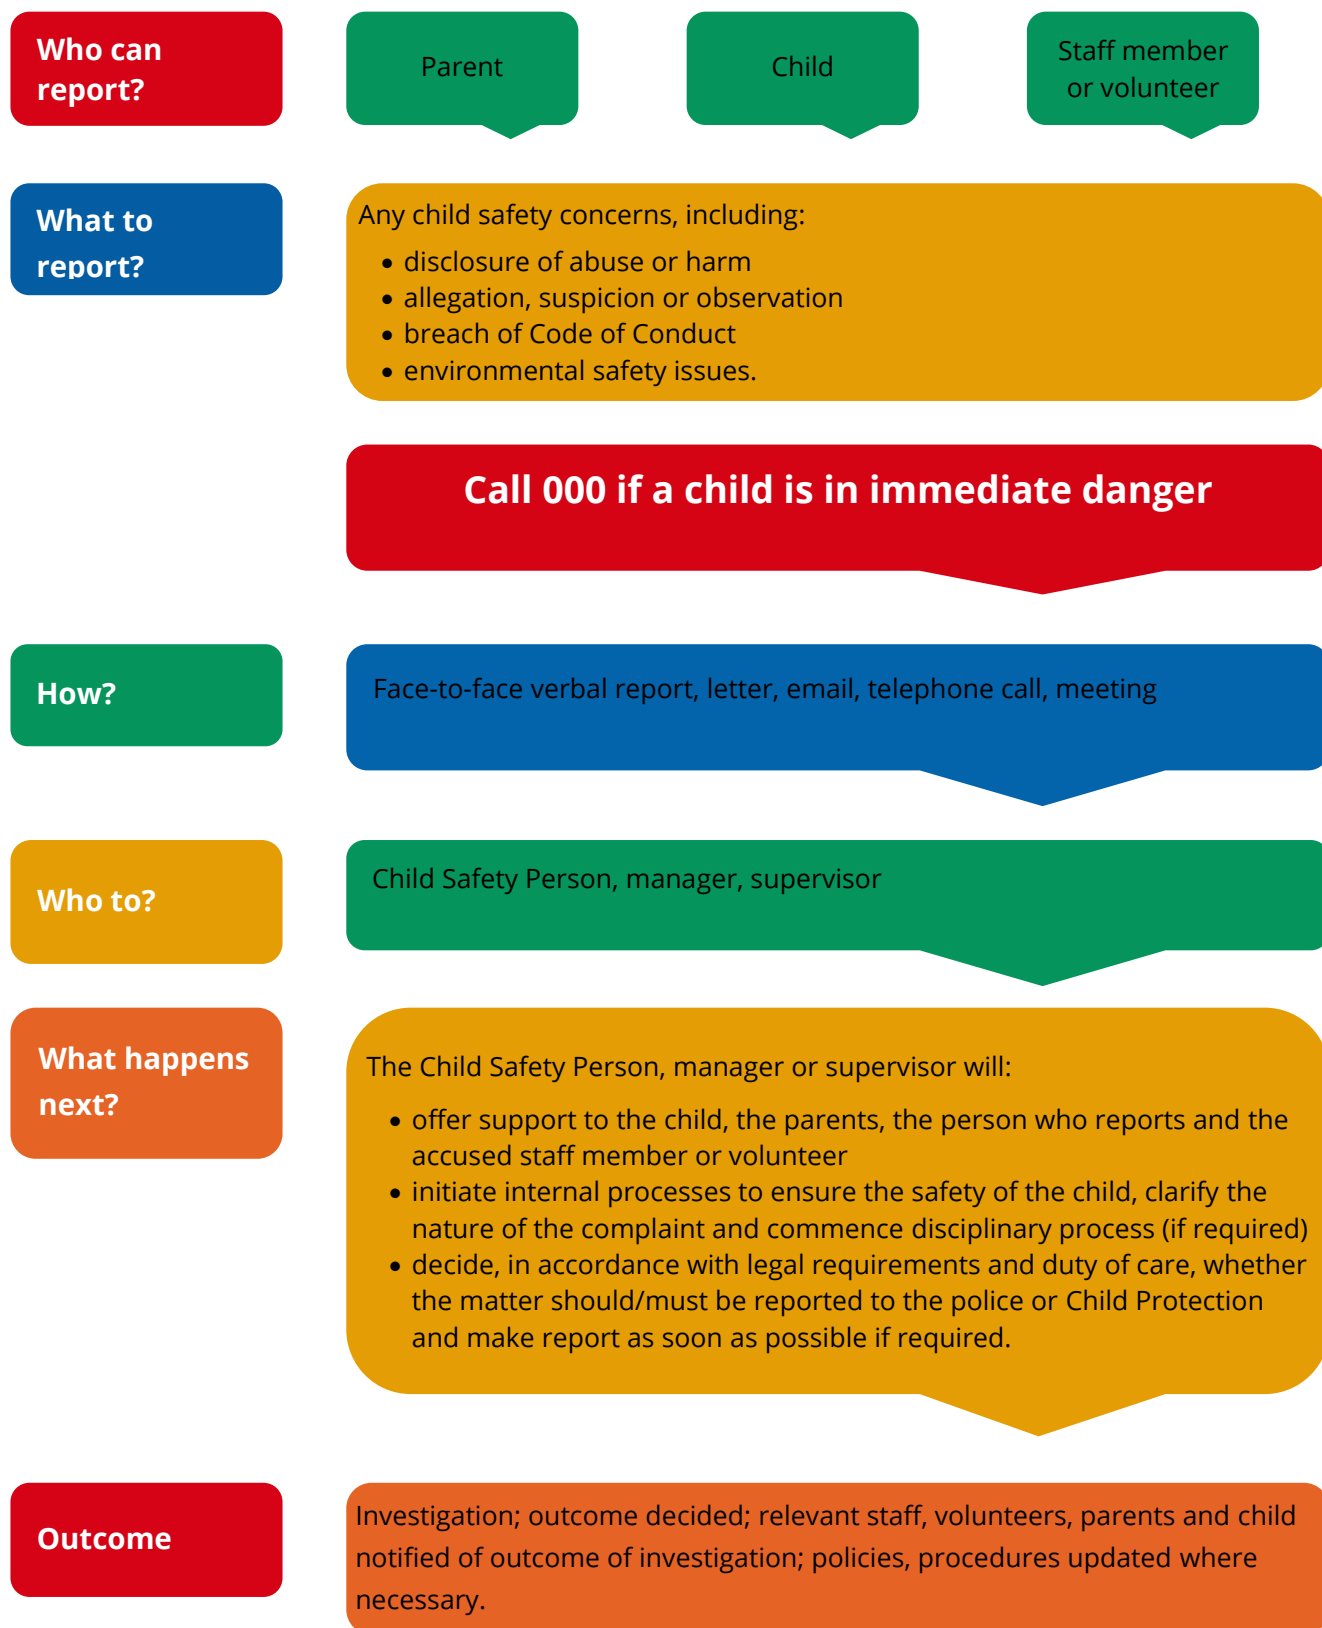 Who can
report?
Parent
Child
Staff member
or volunteer
What to
report?
Any child safety concerns, including:
• disclosure of abuse or harm
• allegation, suspicion or observation
• breach of Code of Conduct
• environmental safety issues.
Call 000 if a child is in immediate danger
How?
Face-to-face verbal report, letter, email, telephone call, meeting
Who to?
Child Safety Person, manager, supervisor
What happens
next?
The Child Safety Person, manager or supervisor will:
• offer support to the child, the parents, the person who reports and the
accused staff member or volunteer
• initiate internal processes to ensure the safety of the child, clarify the
nature of the complaint and commence disciplinary process (if required)
• decide, in accordance with legal requirements and duty of care, whether
the matter should/must be reported to the police or Child Protection
and make report as soon as possible if required.
Outcome
Investigation; outcome decided; relevant staff, volunteers, parents and child
notified of outcome of investigation; policies, procedures updated where
necessary.